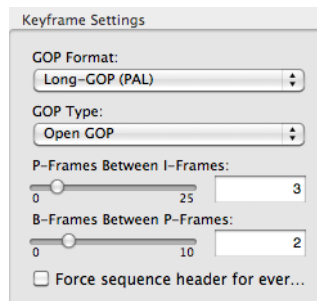 Keyframe Settings
GOP Format:
Long-GOP (PAL)
GOP Type:
Open GOP
P-Frames Between I-Frames:
0 25 3
B-Frames Between P-Frames:
0 10 2
Force sequence header for ever...